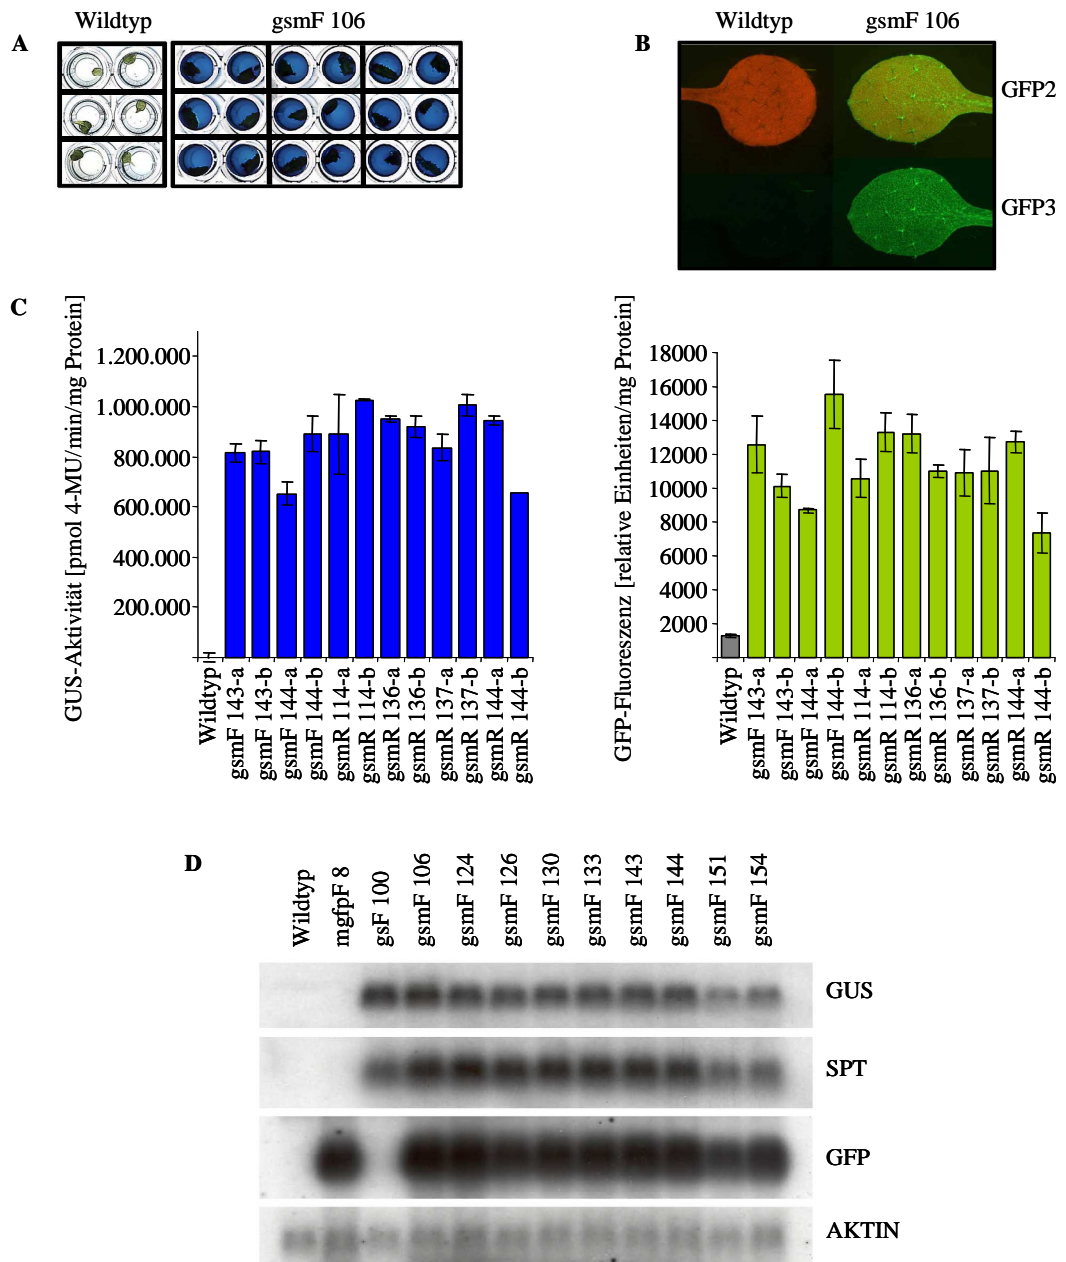 Wildtyp gsmF 106
A
Wildtyp gsmF 106
B
GFP2
GFP3
C
GUS-Aktivität [pmol 4-MU/min/mg Protein]
1.200.000
1.000.000
800.000
600.000
400.000
200.000
Wildtyp
gsmF 143-a
gsmF 143-b
gsmF 144-a
gsmF 144-b
gsmR 114-a
gsmR 114-b
gsmR 136-a
gsmR 136-b
gsmR 137-a
gsmR 137-b
gsmR 144-a
gsmR 144-b
GFP-Fluoreszenz [relative Einheiten/mg Protein]
18000
16000
14000
12000
10000
8000
6000
4000
2000
Wildtyp
gsmF 143-a
gsmF 143-b
gsmF 144-a
gsmF 144-b
gsmR 114-a
gsmR 114-b
gsmR 136-a
gsmR 136-b
gsmR 137-a
gsmR 137-b
gsmR 144-a
gsmR 144-b
D
Wildtyp
mgfpF 8
gsF 100
gsmF 106
gsmF 124
gsmF 126
gsmF 130
gsmF 133
gsmF 143
gsmF 144
gsmF 151
gsmF 154
GUS
SPT
GFP
AKTIN